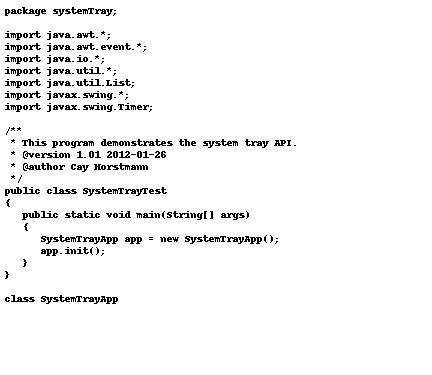 package systemTray;

import java.awt.*;
import java.awt.event.*;
import java.io.*;
import java.util.*;
import java.util.List;
import javax.swing.*;
import javax.swing.Timer;

/**
 * This program demonstrates the system tray API.
 * @version 1.01 2012-01-26
 * @author Cay Horstmann
 */
public class SystemTrayTest
{
   public static void main(String[] args)
   {
      SystemTrayApp app = new SystemTrayApp();
      app.init();
   }
}

class SystemTrayApp